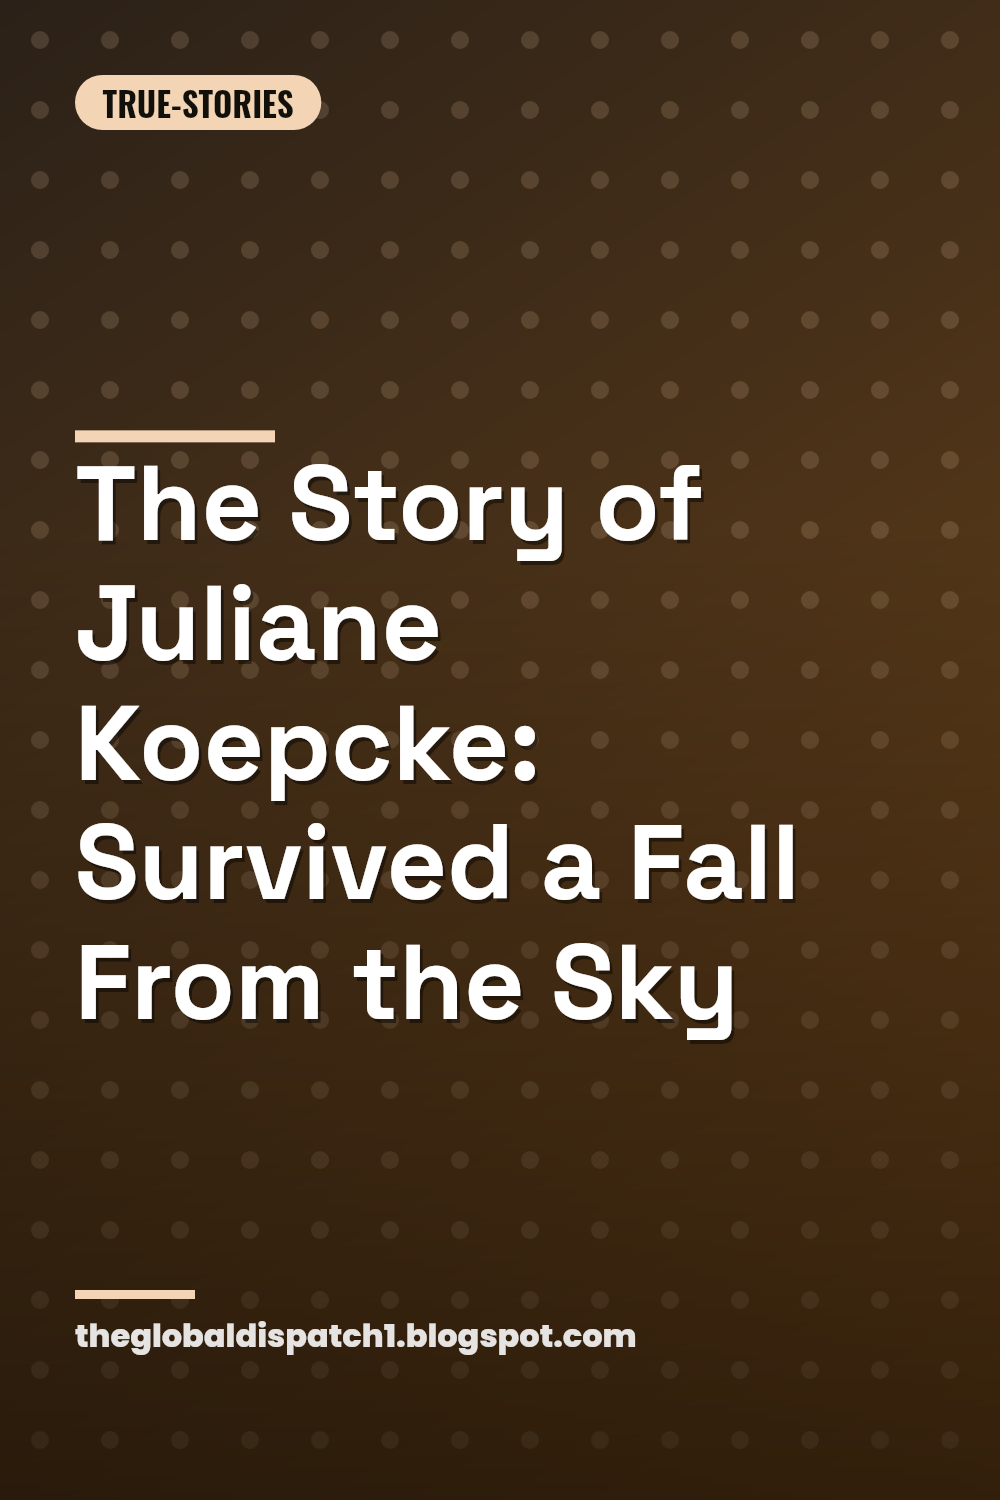 TRUE-STORIES
The Story of
Juliane
Koepcke:
Survived a Fall
From the Sky
theglobaldispatch1.blogspot.com